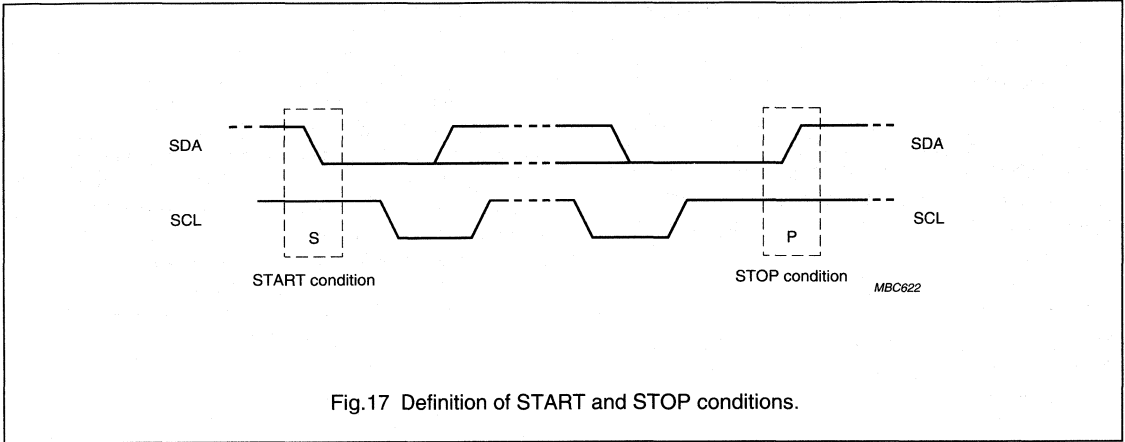 SDA
SDA
SCL
SCL
S
P
START condition
STOP condition
MBC622
Fig.17 Definition of START and STOP conditions.